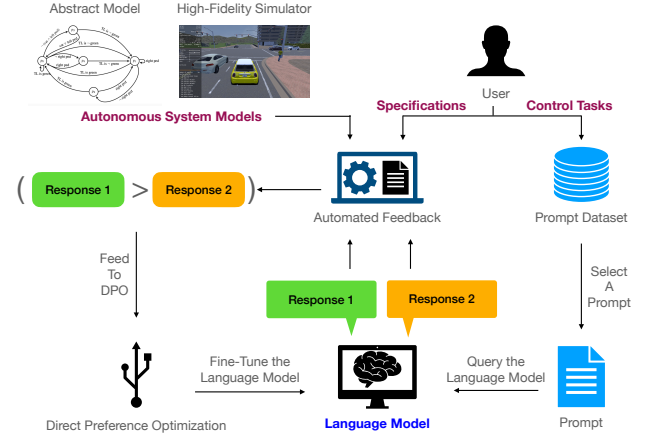 Abstract Model
High-Fidelity Simulator
User
Specifications
Control Tasks
Autonomous System Models
( Response 1 > Response 2 )
Automated Feedback
Prompt Dataset
Feed
To
DPO
Select
A
Prompt
Response 1
Response 2
Fine-Tune the
Language Model
Query the
Language Model
Direct Preference Optimization
Language Model
Prompt